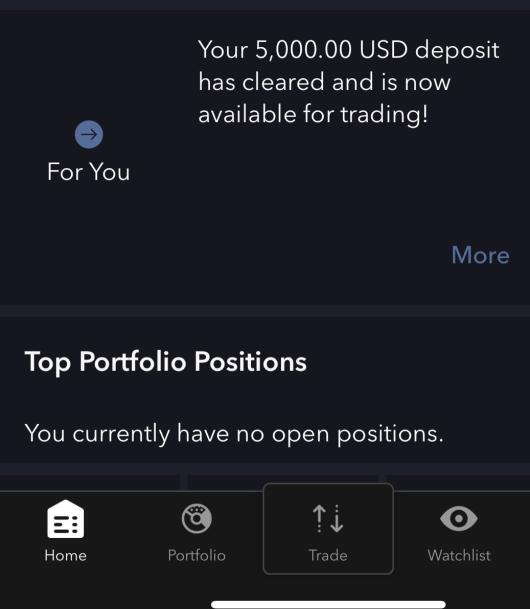 Your 5,000.00 USD deposit
has cleared and is now
available for trading!
For You
More
Top Portfolio Positions
You currently have no open positions.
Home
Portfolio
Trade
Watchlist